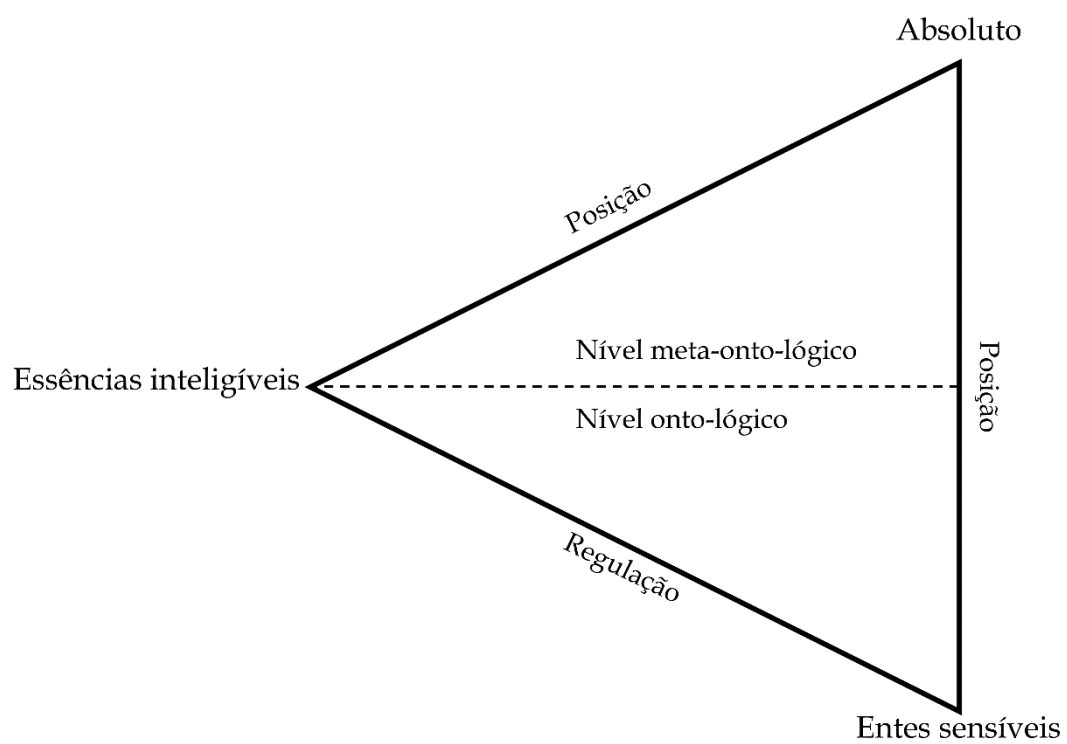 Absoluto
Posição
Nível meta-onto-lógico
Essências inteligíveis
Posição
Nível onto-lógico
Regulação
Entes sensíveis